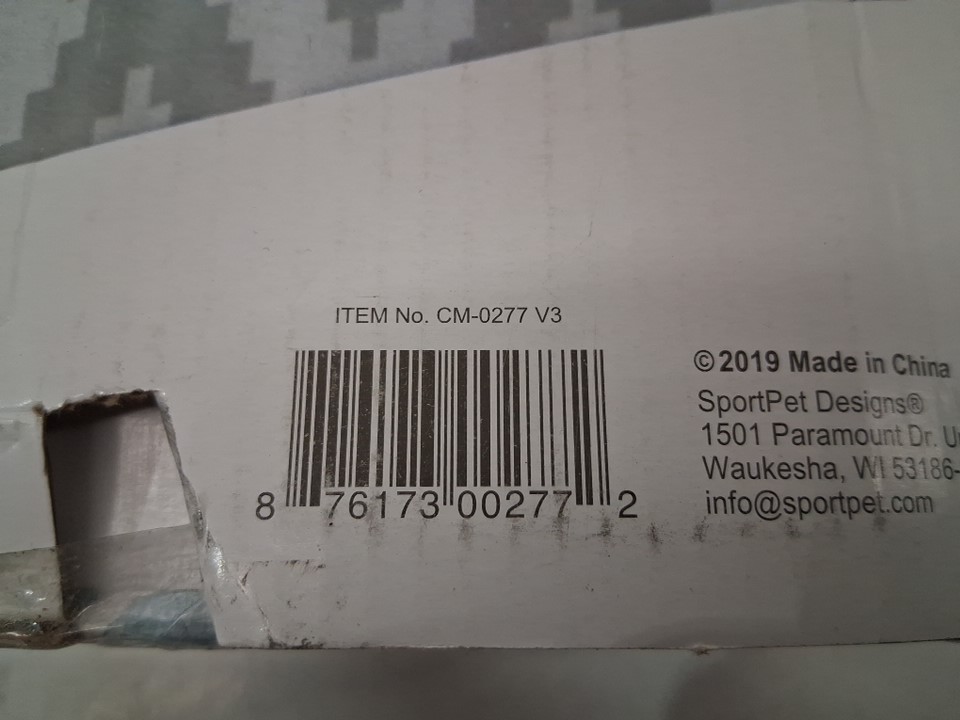 ITEM No. CM-0277 V3
8 76173 00277 2
©2019 Made in China
SportPet Designs®
1501 Paramount Dr.
Waukesha, WI 53186-
info@sportpet.com